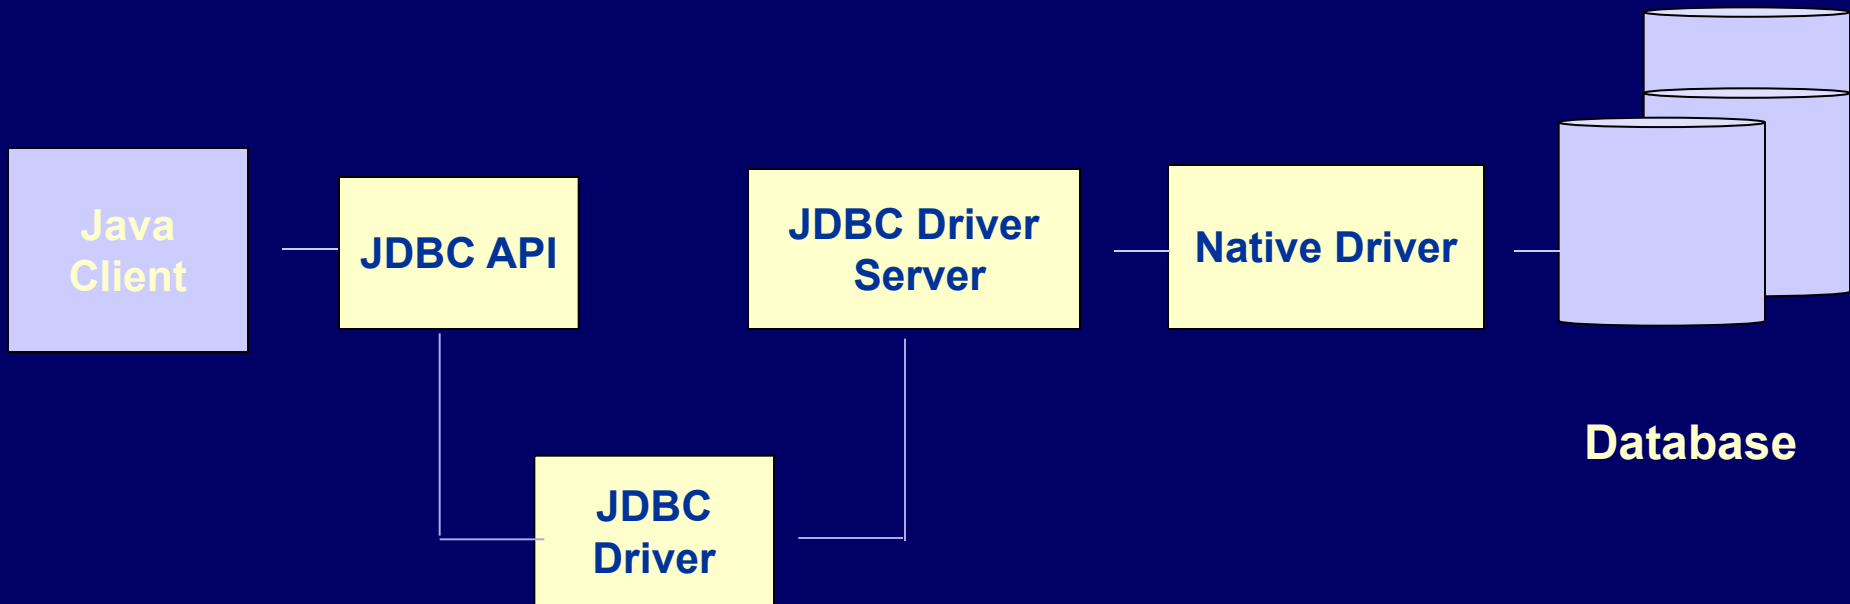 Java
Client
JDBC API
JDBC Driver
Server
Native Driver
Database
JDBC
Driver